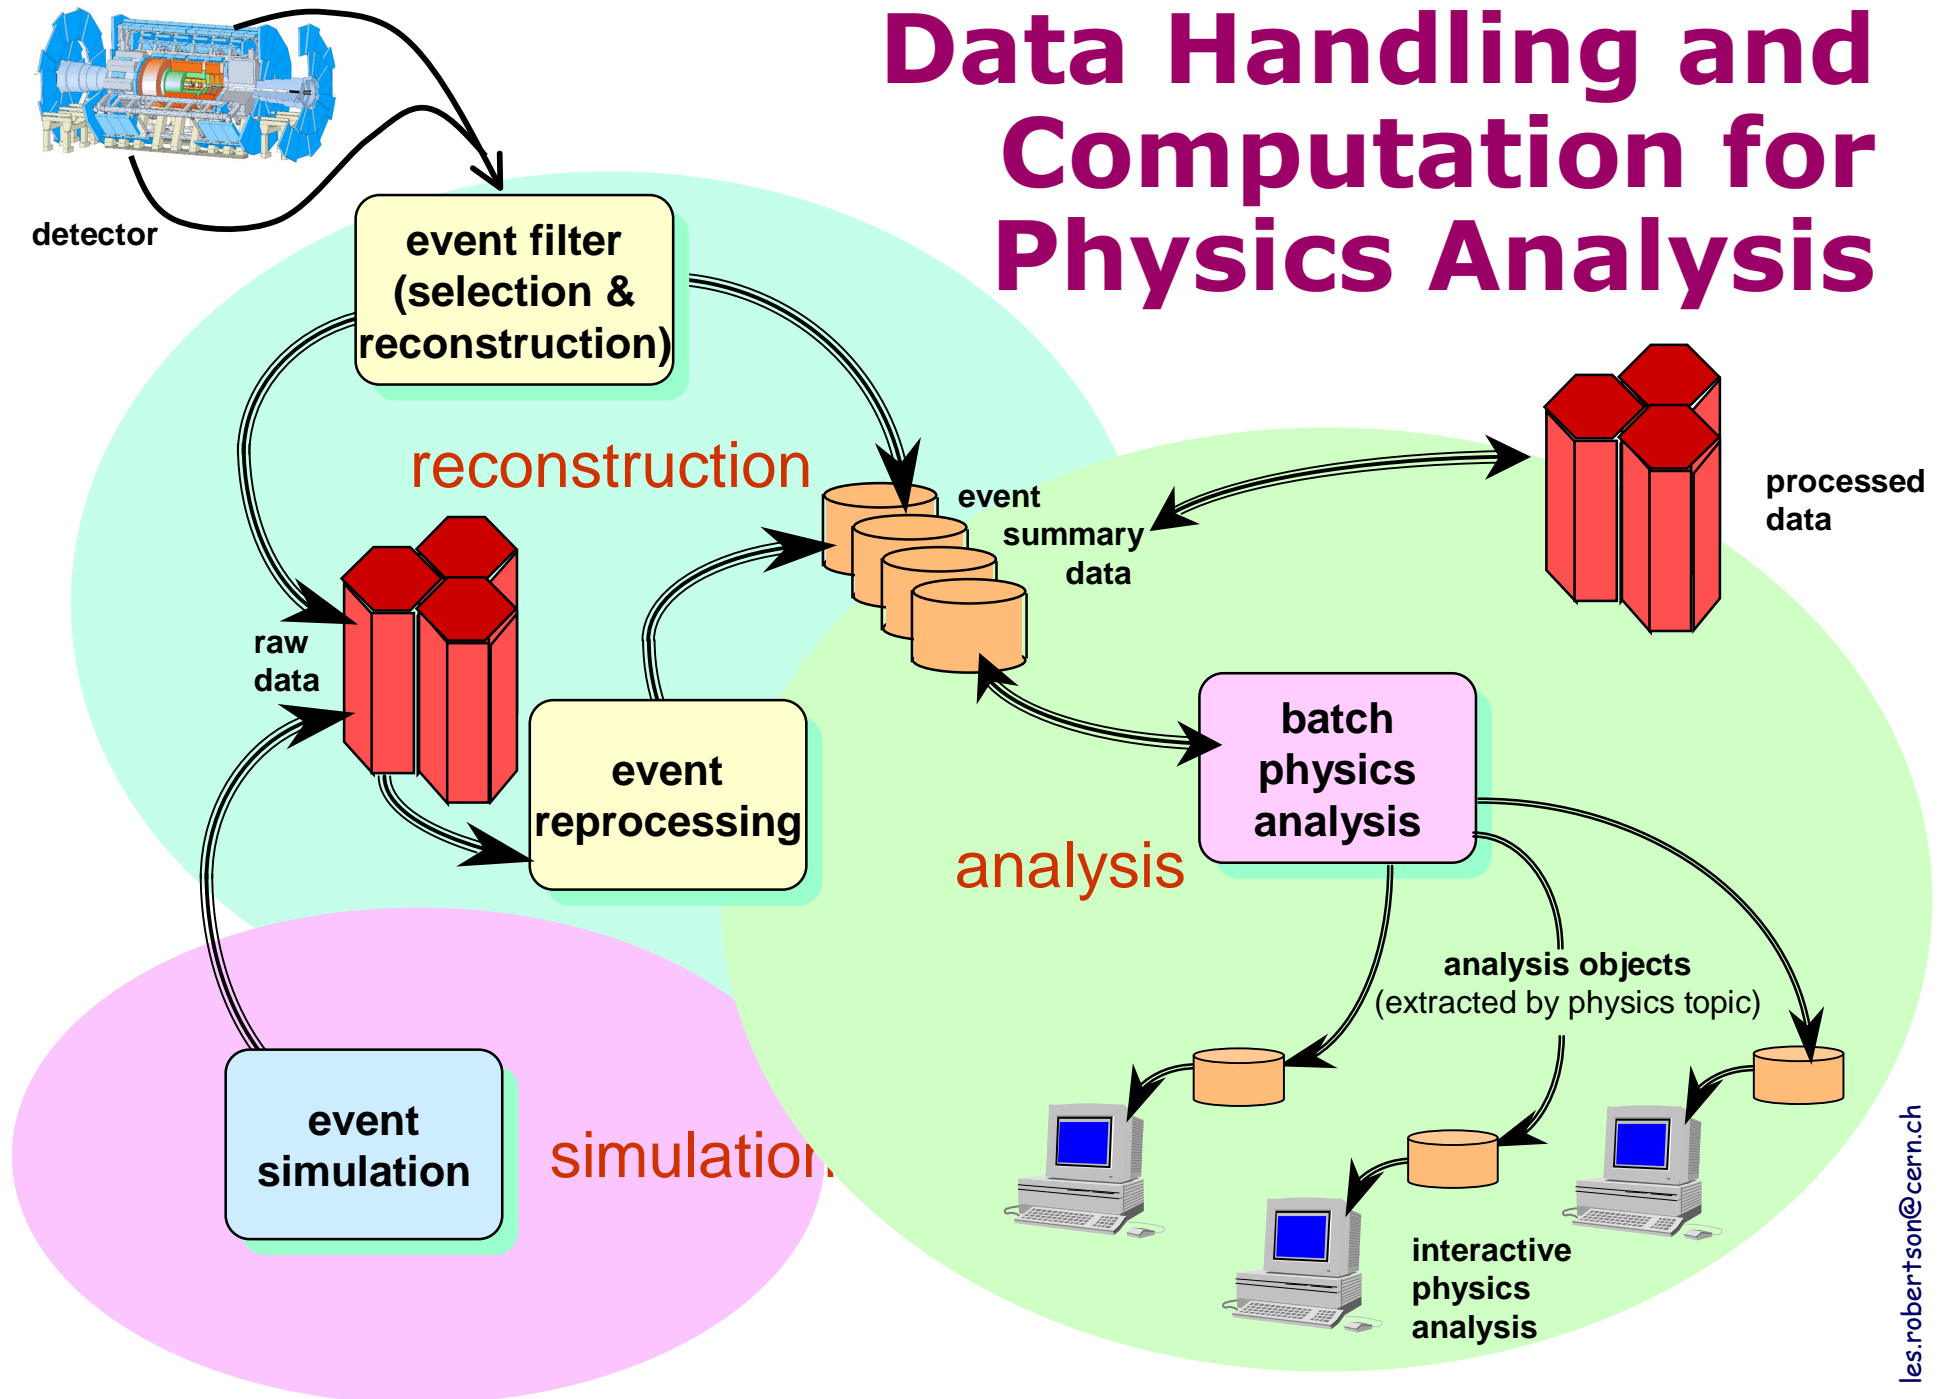 Data Handling and
Computation for
Physics Analysis
detector
event filter
(selection &
reconstruction)
reconstruction
event
summary
data
processed
data
raw
data
event
reprocessing
batch
physics
analysis
analysis
analysis objects
(extracted by physics topic)
event
simulation
simulation
interactive
physics
analysis
les.robertson@cern.ch